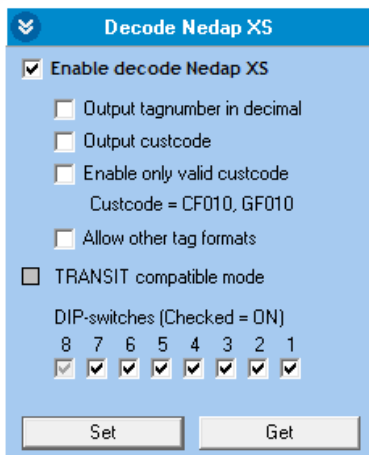 Decode Nedap XS
Enable decode Nedap XS
Output tagnumber in decimal
Output custcode
Enable only valid custcode
Custcode = CF010, GF010
Allow other tag formats
TRANSIT compatible mode
DIP-switches (Checked = ON)
8 7 6 5 4 3 2 1
Set Get